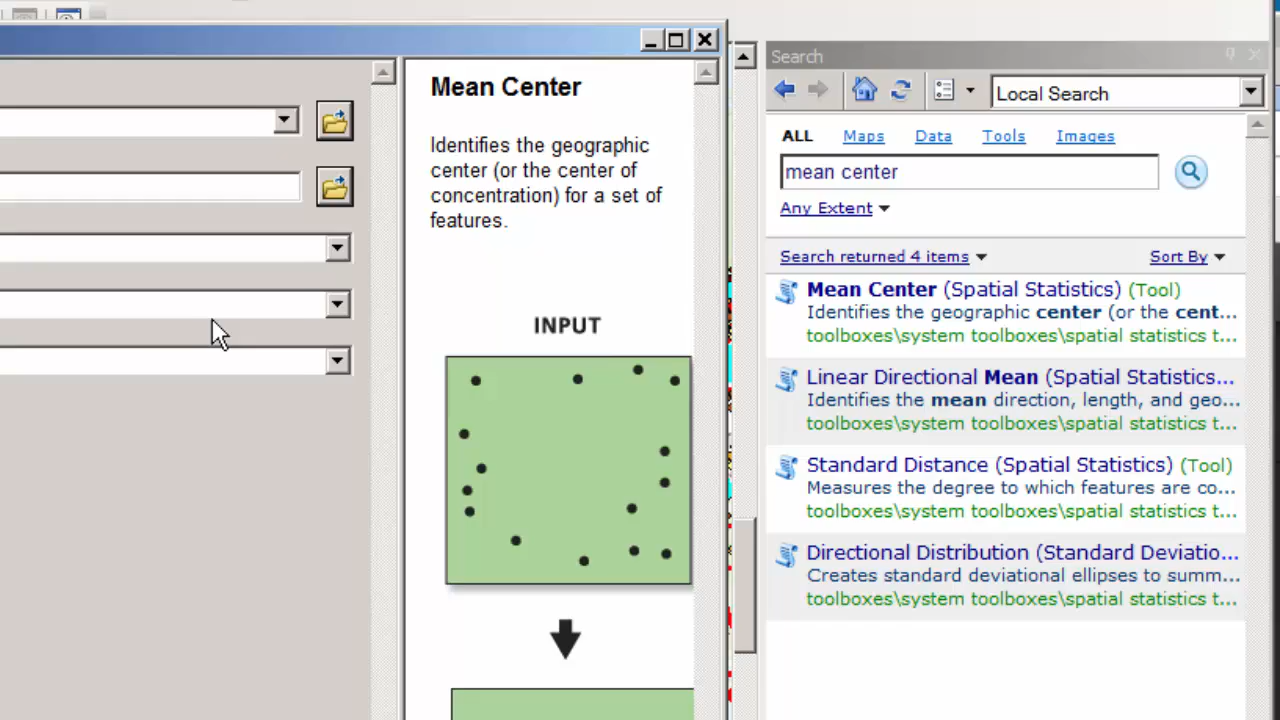 Mean Center
Identifies the geographic
center (or the center of
concentration) for a set of
features.
INPUT
Search
Local Search
ALL Maps Data Tools Images
mean center
Any Extent
Search returned 4 items Sort By
Mean Center (Spatial Statistics) (Tool)
Identifies the geographic center (or the cent...
toolboxes\system toolboxes\spatial statistics t...
Linear Directional Mean (Spatial Statistics...
Identifies the mean direction, length, and geo...
toolboxes\system toolboxes\spatial statistics t...
Standard Distance (Spatial Statistics) (Tool)
Measures the degree to which features are co...
toolboxes\system toolboxes\spatial statistics t...
Directional Distribution (Standard Deviatio...
Creates standard deviational ellipses to summ...
toolboxes\system toolboxes\spatial statistics t...